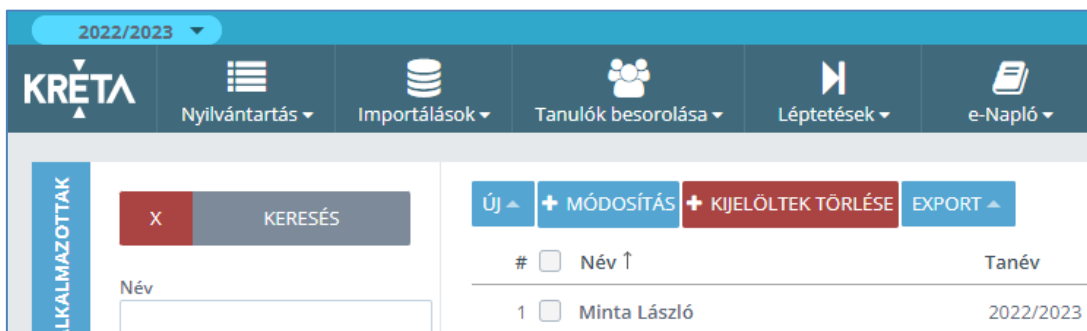 2022/2023
KRÉTA
Nyilvántartás
Importálások
Tanulók besorolása
Léptetések
e-Napló
ALKALMAZOTTAK
X
KERESÉS
Név
ÚJ
MÓDOSÍTÁS
KIJELÖLTEK TÖRLÉSE
EXPORT
# Név ↑ Tanév
1 Minta László 2022/2023